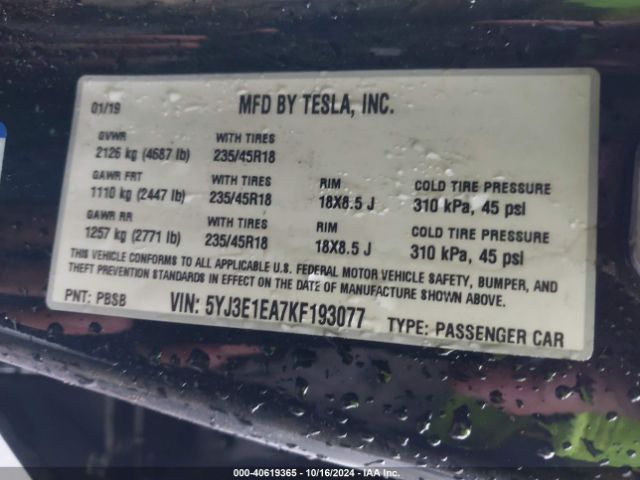 01/19 MFD BY TESLA, INC.
GVWR WITH TIRES
2126 kg (4687 lb) 235/45R18
GAWR FRT WITH TIRES RIM COLD TIRE PRESSURE
1110 kg (2447 lb) 235/45R18 18X8.5 J 310 kPa, 45 psi
GAWR RR WITH TIRES RIM COLD TIRE PRESSURE
1257 kg (2771 lb) 235/45R18 18X8.5 J 310 kPa, 45 psi
THIS VEHICLE CONFORMS TO ALL APPLICABLE U.S. FEDERAL MOTOR VEHICLE SAFETY, BUMPER, AND
THEFT PREVENTION STANDARDS IN EFFECT ON THE DATE OF MANUFACTURE SHOWN ABOVE.
PNT: PBSB VIN: 5YJ3E1EA7KF193077 TYPE: PASSENGER CAR
000-40619365 - 10/16/2024 - IAA Inc.